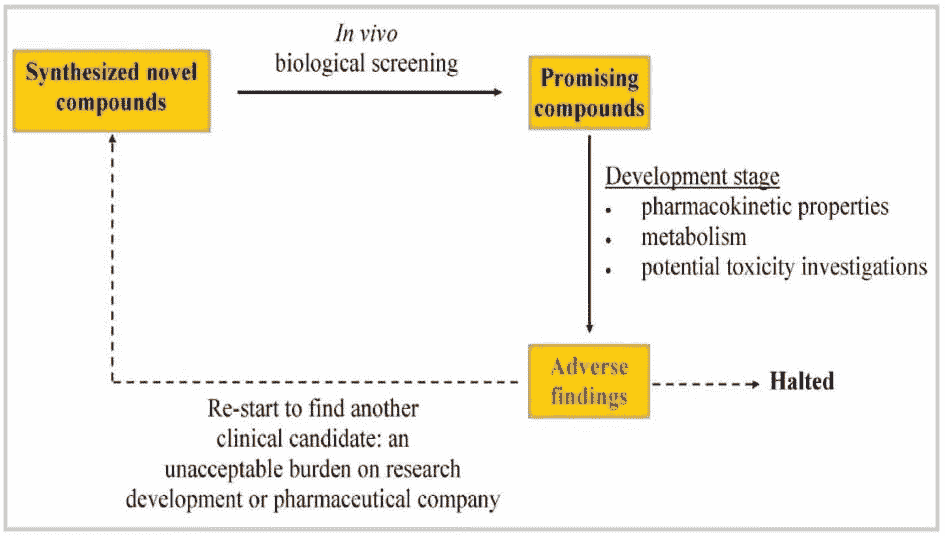 In vivo
biological screening
Synthesized novel
compounds
Promising
compounds
Development stage
• pharmacokinetic properties
• metabolism
• potential toxicity investigations
Adverse
findings
Halted
Re-start to find another
clinical candidate: an
unacceptable burden on research
development or pharmaceutical company